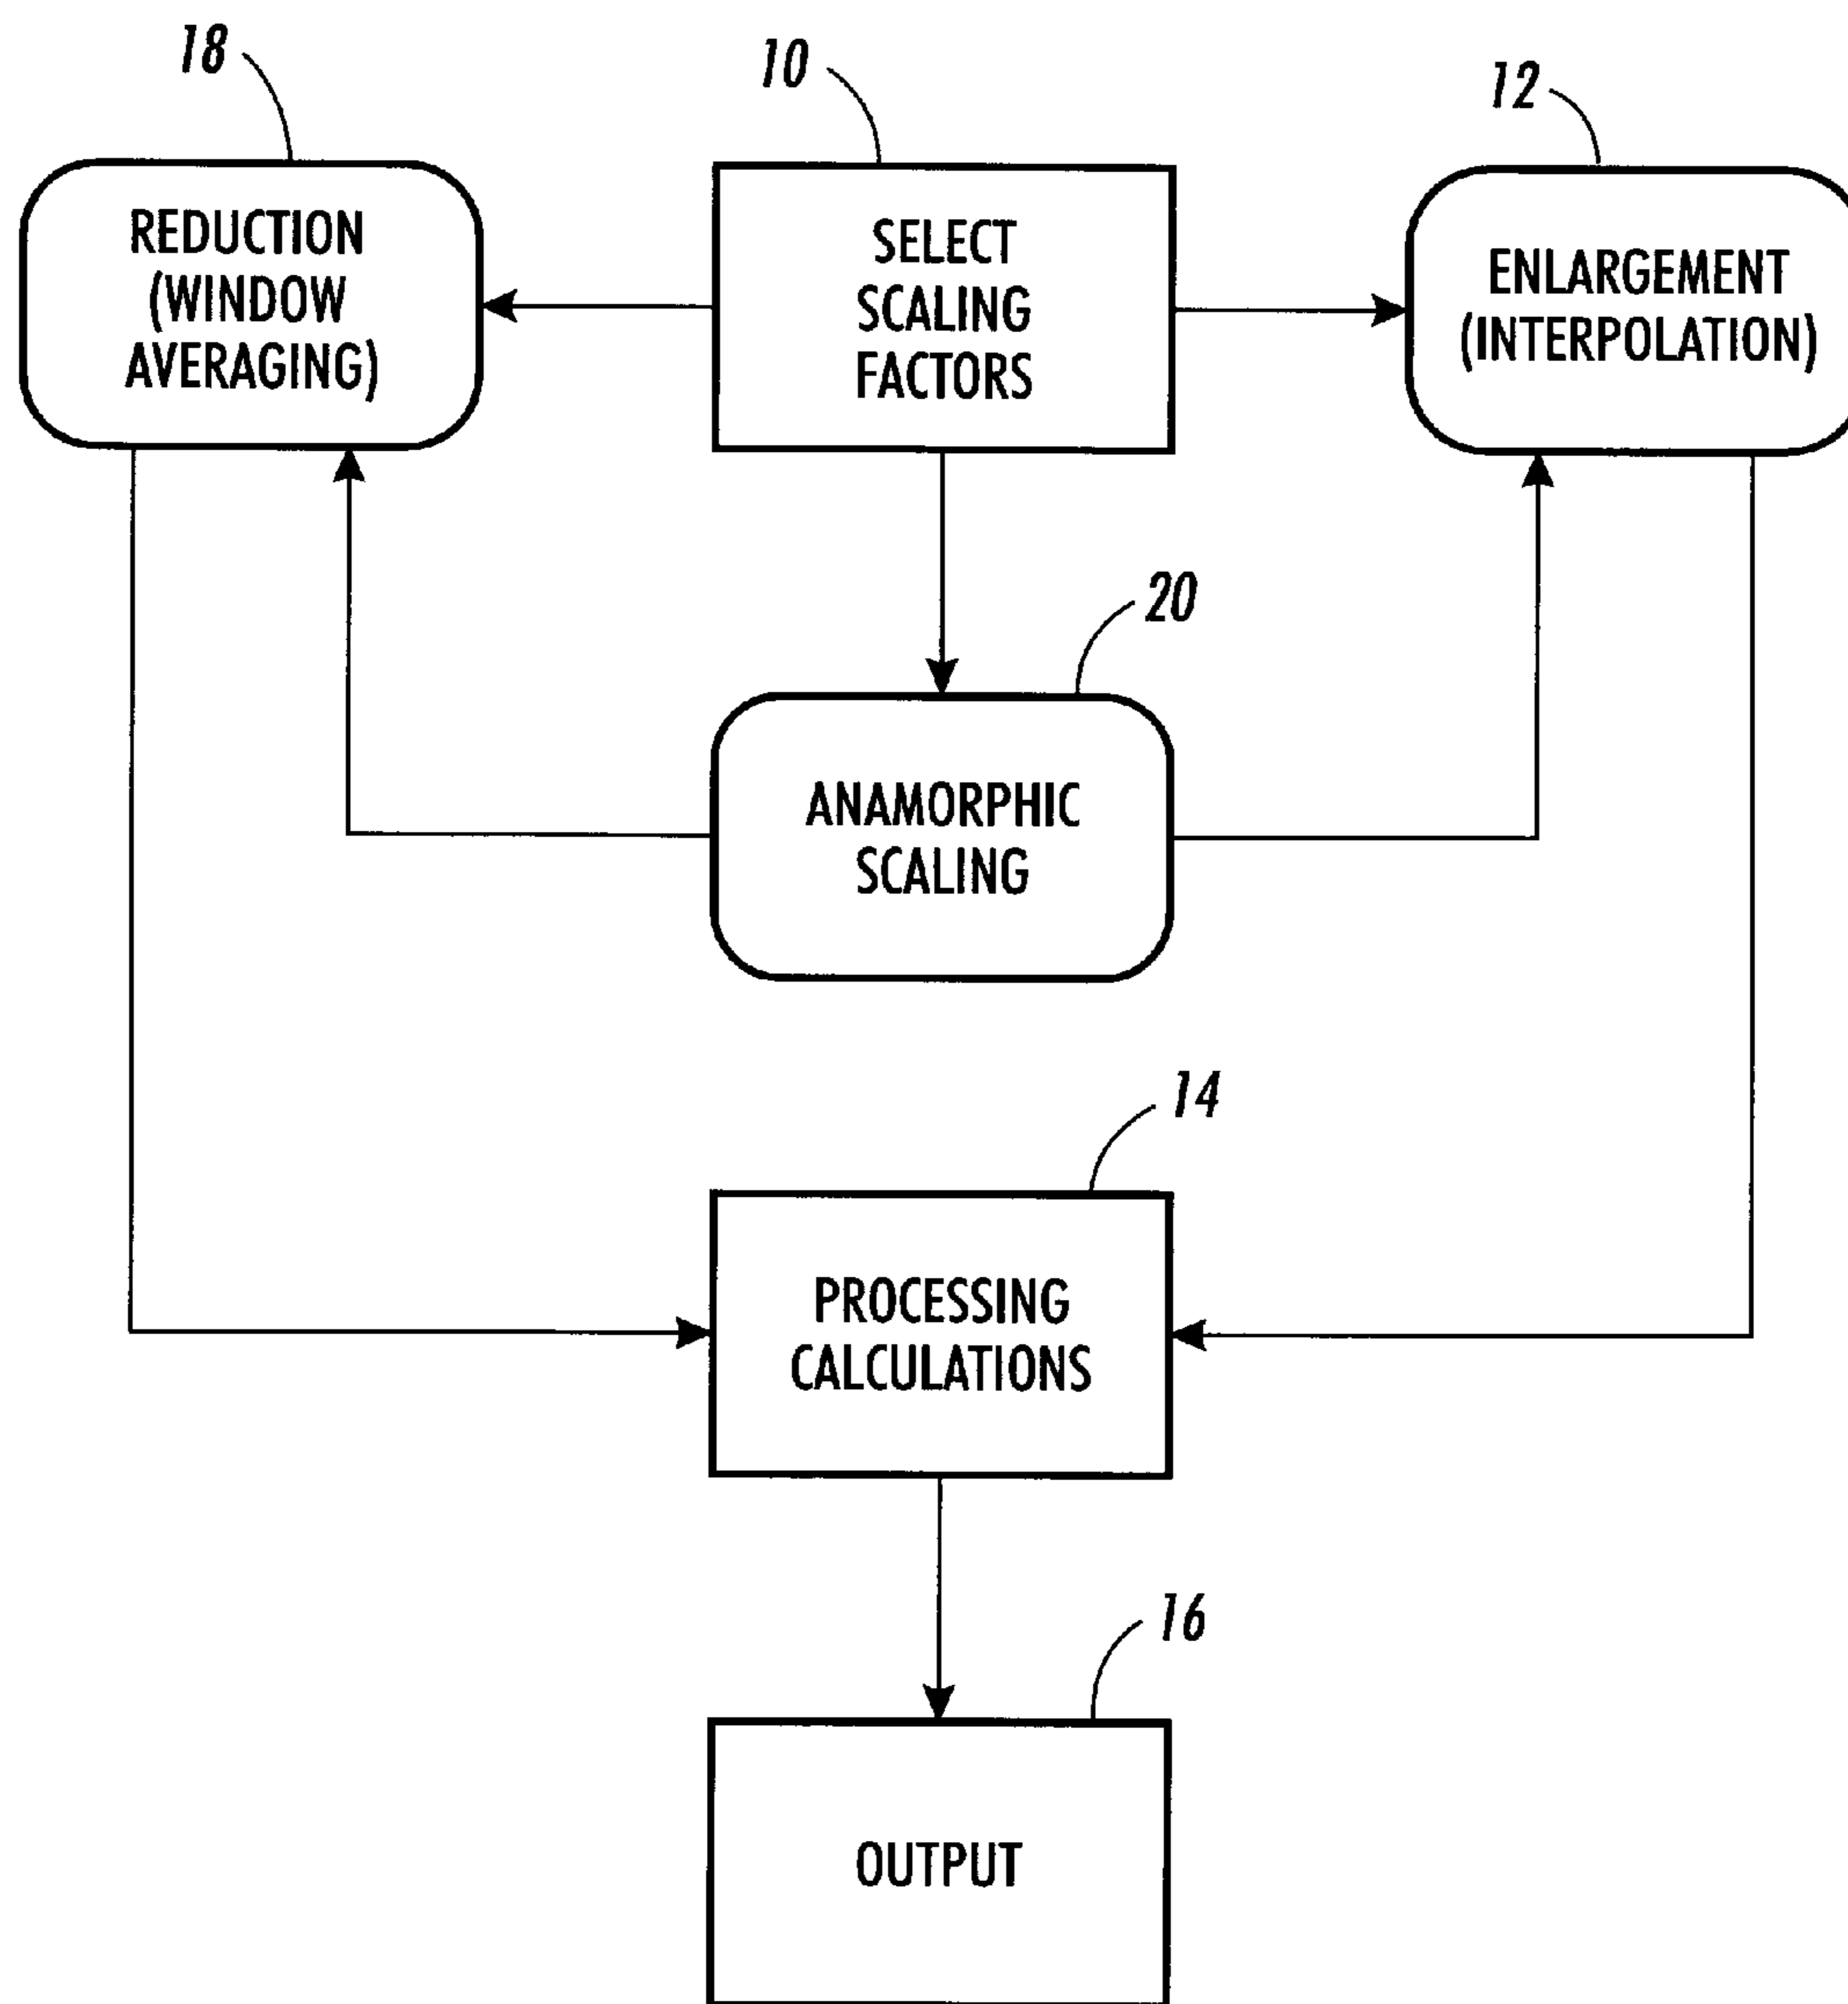 18
10
12
REDUCTION
(WINDOW
AVERAGING)
SELECT
SCALING
FACTORS
ENLARGEMENT
(INTERPOLATION)
20
ANAMORPHIC
SCALING
14
PROCESSING
CALCULATIONS
16
OUTPUT